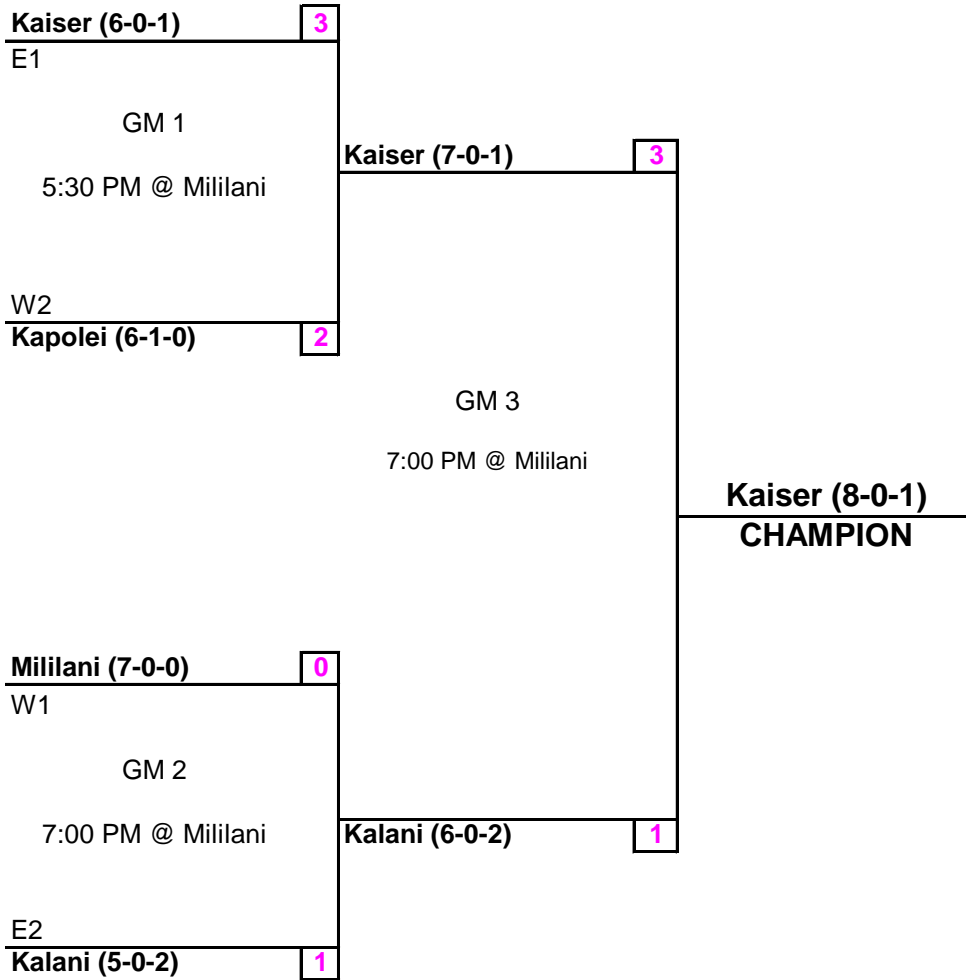 Kaiser (6-0-1) 3
E1
GM 1
Kaiser (7-0-1) 3
5:30 PM @ Mililani
W2
Kapolei (6-1-0) 2
GM 3
7:00 PM @ Mililani
Kaiser (8-0-1)
CHAMPION
Mililani (7-0-0) 0
W1
GM 2
7:00 PM @ Mililani
Kalani (6-0-2) 1
E2
Kalani (5-0-2) 1